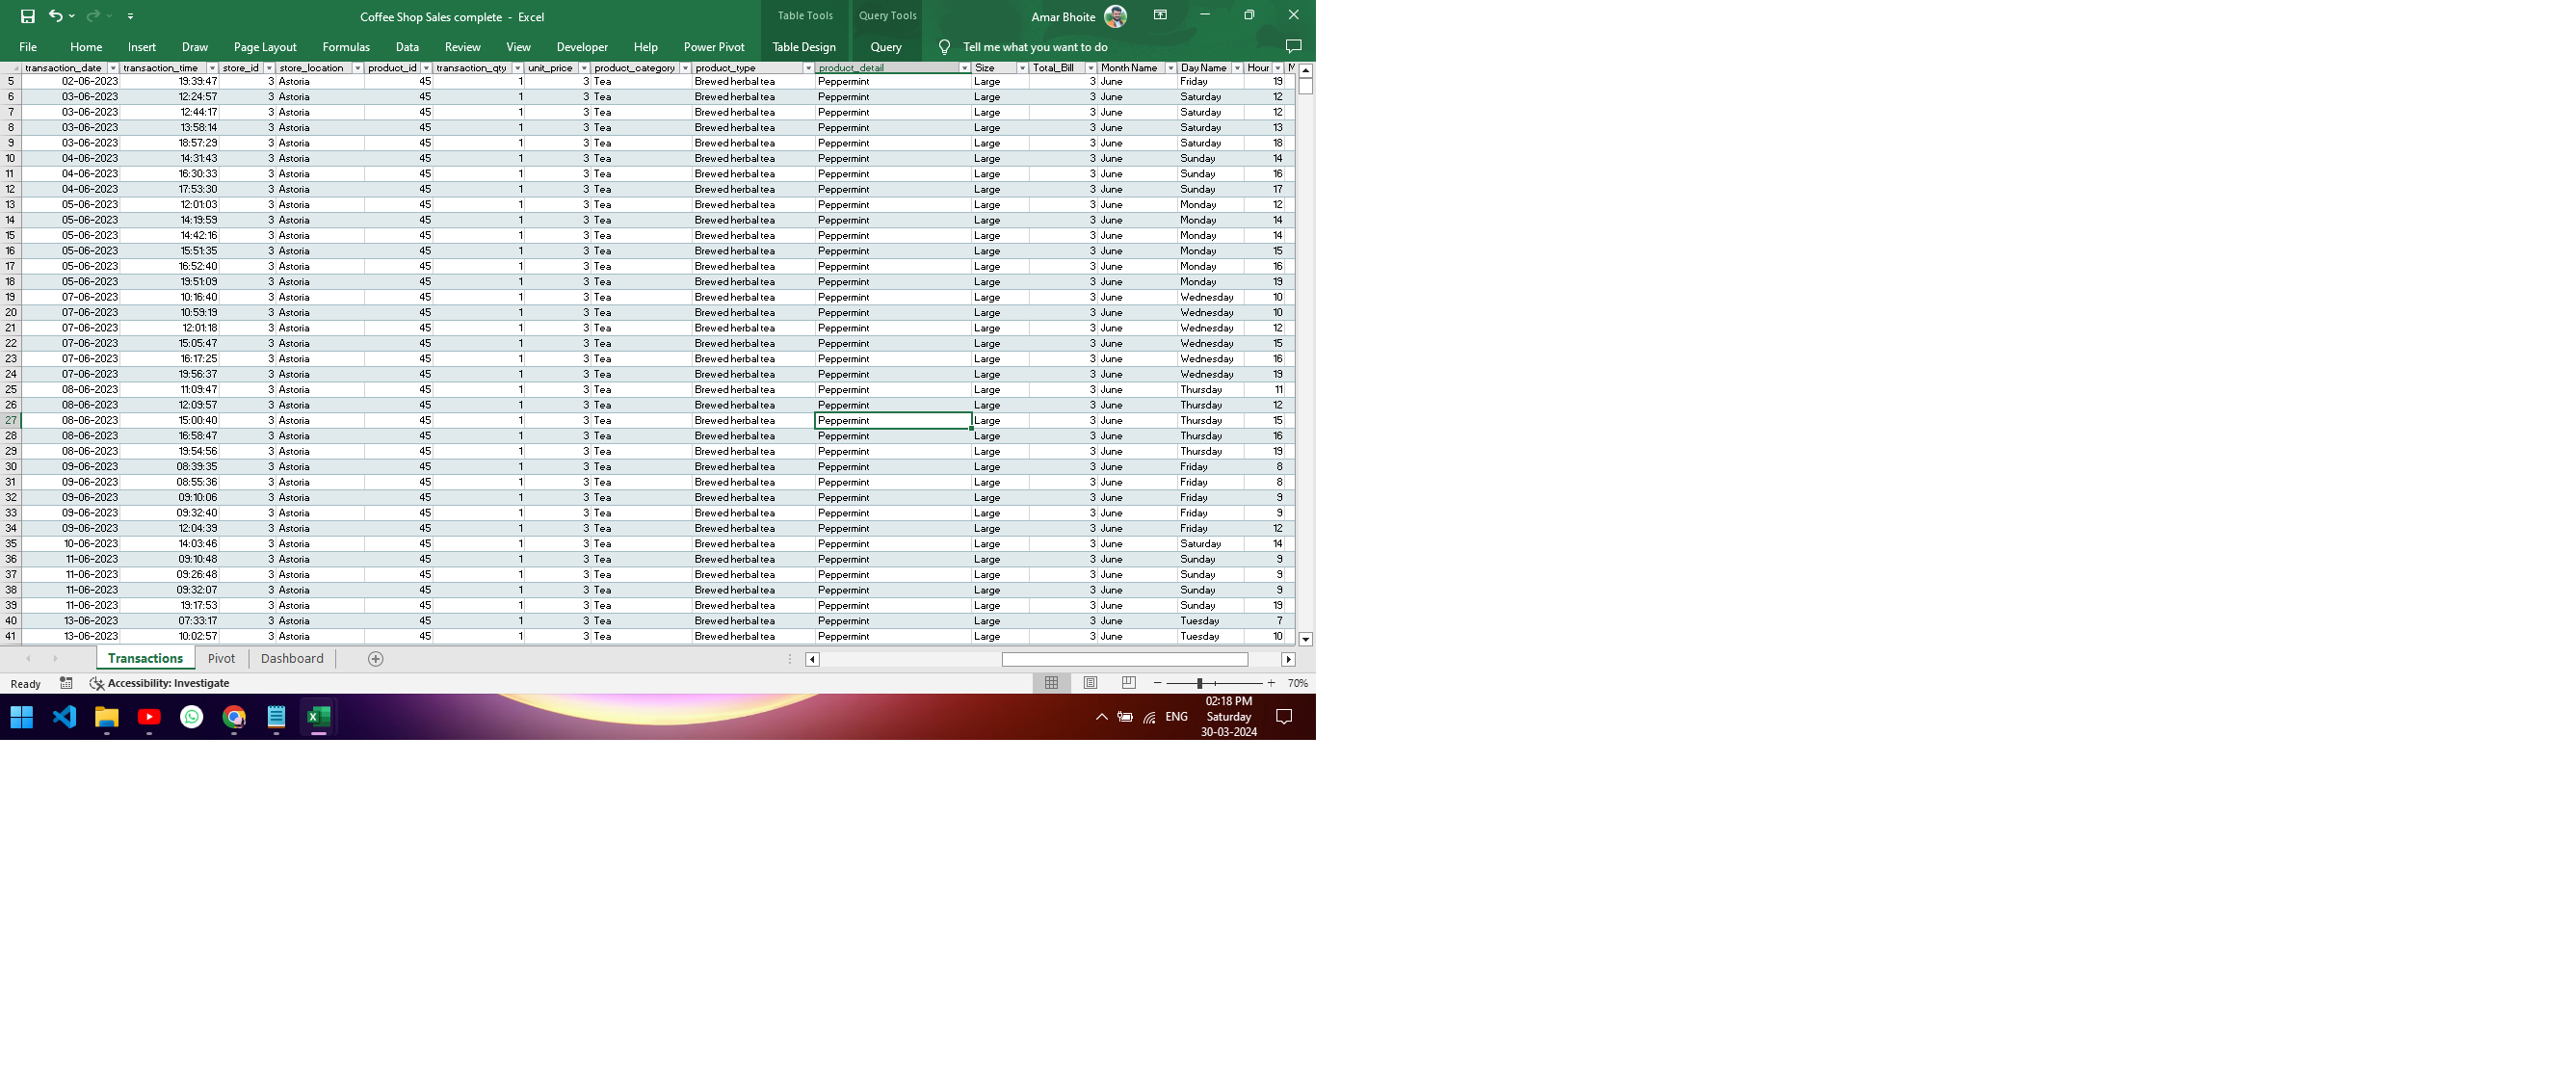 Coffee Shop Sales complete - Excel
Table Tools Query Tools
Amar Bhoite
File Home Insert Draw Page Layout Formulas Data Review View Developer Help Power Pivot Table Design Query Tell me what you want to do
transaction_date transaction_time store_id store_location product_id transaction_qty unit_price product_category product_type product_detail Size Total_Bill Month Name Day Name Hour M
5 02-06-2023 19:39:47 3 Astoria 45 1 3 Tea Brewed herbal tea Peppermint Large 3 June Friday 19
6 03-06-2023 12:24:57 3 Astoria 45 1 3 Tea Brewed herbal tea Peppermint Large 3 June Saturday 12
7 03-06-2023 12:44:17 3 Astoria 45 1 3 Tea Brewed herbal tea Peppermint Large 3 June Saturday 12
8 03-06-2023 13:58:14 3 Astoria 45 1 3 Tea Brewed herbal tea Peppermint Large 3 June Saturday 13
9 03-06-2023 18:57:29 3 Astoria 45 1 3 Tea Brewed herbal tea Peppermint Large 3 June Saturday 18
10 04-06-2023 14:31:43 3 Astoria 45 1 3 Tea Brewed herbal tea Peppermint Large 3 June Sunday 14
11 04-06-2023 16:30:33 3 Astoria 45 1 3 Tea Brewed herbal tea Peppermint Large 3 June Sunday 16
12 04-06-2023 17:53:30 3 Astoria 45 1 3 Tea Brewed herbal tea Peppermint Large 3 June Sunday 17
13 05-06-2023 12:01:03 3 Astoria 45 1 3 Tea Brewed herbal tea Peppermint Large 3 June Monday 12
14 05-06-2023 14:19:59 3 Astoria 45 1 3 Tea Brewed herbal tea Peppermint Large 3 June Monday 14
15 05-06-2023 14:42:16 3 Astoria 45 1 3 Tea Brewed herbal tea Peppermint Large 3 June Monday 14
16 05-06-2023 15:51:35 3 Astoria 45 1 3 Tea Brewed herbal tea Peppermint Large 3 June Monday 15
17 05-06-2023 16:52:40 3 Astoria 45 1 3 Tea Brewed herbal tea Peppermint Large 3 June Monday 16
18 05-06-2023 19:51:09 3 Astoria 45 1 3 Tea Brewed herbal tea Peppermint Large 3 June Monday 19
19 07-06-2023 10:16:40 3 Astoria 45 1 3 Tea Brewed herbal tea Peppermint Large 3 June Wednesday 10
20 07-06-2023 10:59:19 3 Astoria 45 1 3 Tea Brewed herbal tea Peppermint Large 3 June Wednesday 10
21 07-06-2023 12:01:18 3 Astoria 45 1 3 Tea Brewed herbal tea Peppermint Large 3 June Wednesday 12
22 07-06-2023 15:05:47 3 Astoria 45 1 3 Tea Brewed herbal tea Peppermint Large 3 June Wednesday 15
23 07-06-2023 16:17:25 3 Astoria 45 1 3 Tea Brewed herbal tea Peppermint Large 3 June Wednesday 16
24 07-06-2023 19:56:37 3 Astoria 45 1 3 Tea Brewed herbal tea Peppermint Large 3 June Wednesday 19
25 08-06-2023 11:09:47 3 Astoria 45 1 3 Tea Brewed herbal tea Peppermint Large 3 June Thursday 11
26 08-06-2023 12:09:57 3 Astoria 45 1 3 Tea Brewed herbal tea Peppermint Large 3 June Thursday 12
27 08-06-2023 15:00:40 3 Astoria 45 1 3 Tea Brewed herbal tea Peppermint Large 3 June Thursday 15
28 08-06-2023 16:58:47 3 Astoria 45 1 3 Tea Brewed herbal tea Peppermint Large 3 June Thursday 16
29 08-06-2023 19:54:56 3 Astoria 45 1 3 Tea Brewed herbal tea Peppermint Large 3 June Thursday 19
30 09-06-2023 08:39:35 3 Astoria 45 1 3 Tea Brewed herbal tea Peppermint Large 3 June Friday 8
31 09-06-2023 08:55:36 3 Astoria 45 1 3 Tea Brewed herbal tea Peppermint Large 3 June Friday 8
32 09-06-2023 09:10:06 3 Astoria 45 1 3 Tea Brewed herbal tea Peppermint Large 3 June Friday 9
33 09-06-2023 09:32:40 3 Astoria 45 1 3 Tea Brewed herbal tea Peppermint Large 3 June Friday 9
34 09-06-2023 12:04:39 3 Astoria 45 1 3 Tea Brewed herbal tea Peppermint Large 3 June Friday 12
35 10-06-2023 14:03:46 3 Astoria 45 1 3 Tea Brewed herbal tea Peppermint Large 3 June Saturday 14
36 11-06-2023 09:10:48 3 Astoria 45 1 3 Tea Brewed herbal tea Peppermint Large 3 June Sunday 9
37 11-06-2023 09:26:48 3 Astoria 45 1 3 Tea Brewed herbal tea Peppermint Large 3 June Sunday 9
38 11-06-2023 09:32:07 3 Astoria 45 1 3 Tea Brewed herbal tea Peppermint Large 3 June Sunday 9
39 11-06-2023 19:17:53 3 Astoria 45 1 3 Tea Brewed herbal tea Peppermint Large 3 June Sunday 19
40 13-06-2023 07:33:17 3 Astoria 45 1 3 Tea Brewed herbal tea Peppermint Large 3 June Tuesday 7
41 13-06-2023 10:02:57 3 Astoria 45 1 3 Tea Brewed herbal tea Peppermint Large 3 June Tuesday 10
Transactions Pivot Dashboard
Ready Accessibility: Investigate 70%
02:18 PM
ENG Saturday
30-03-2024